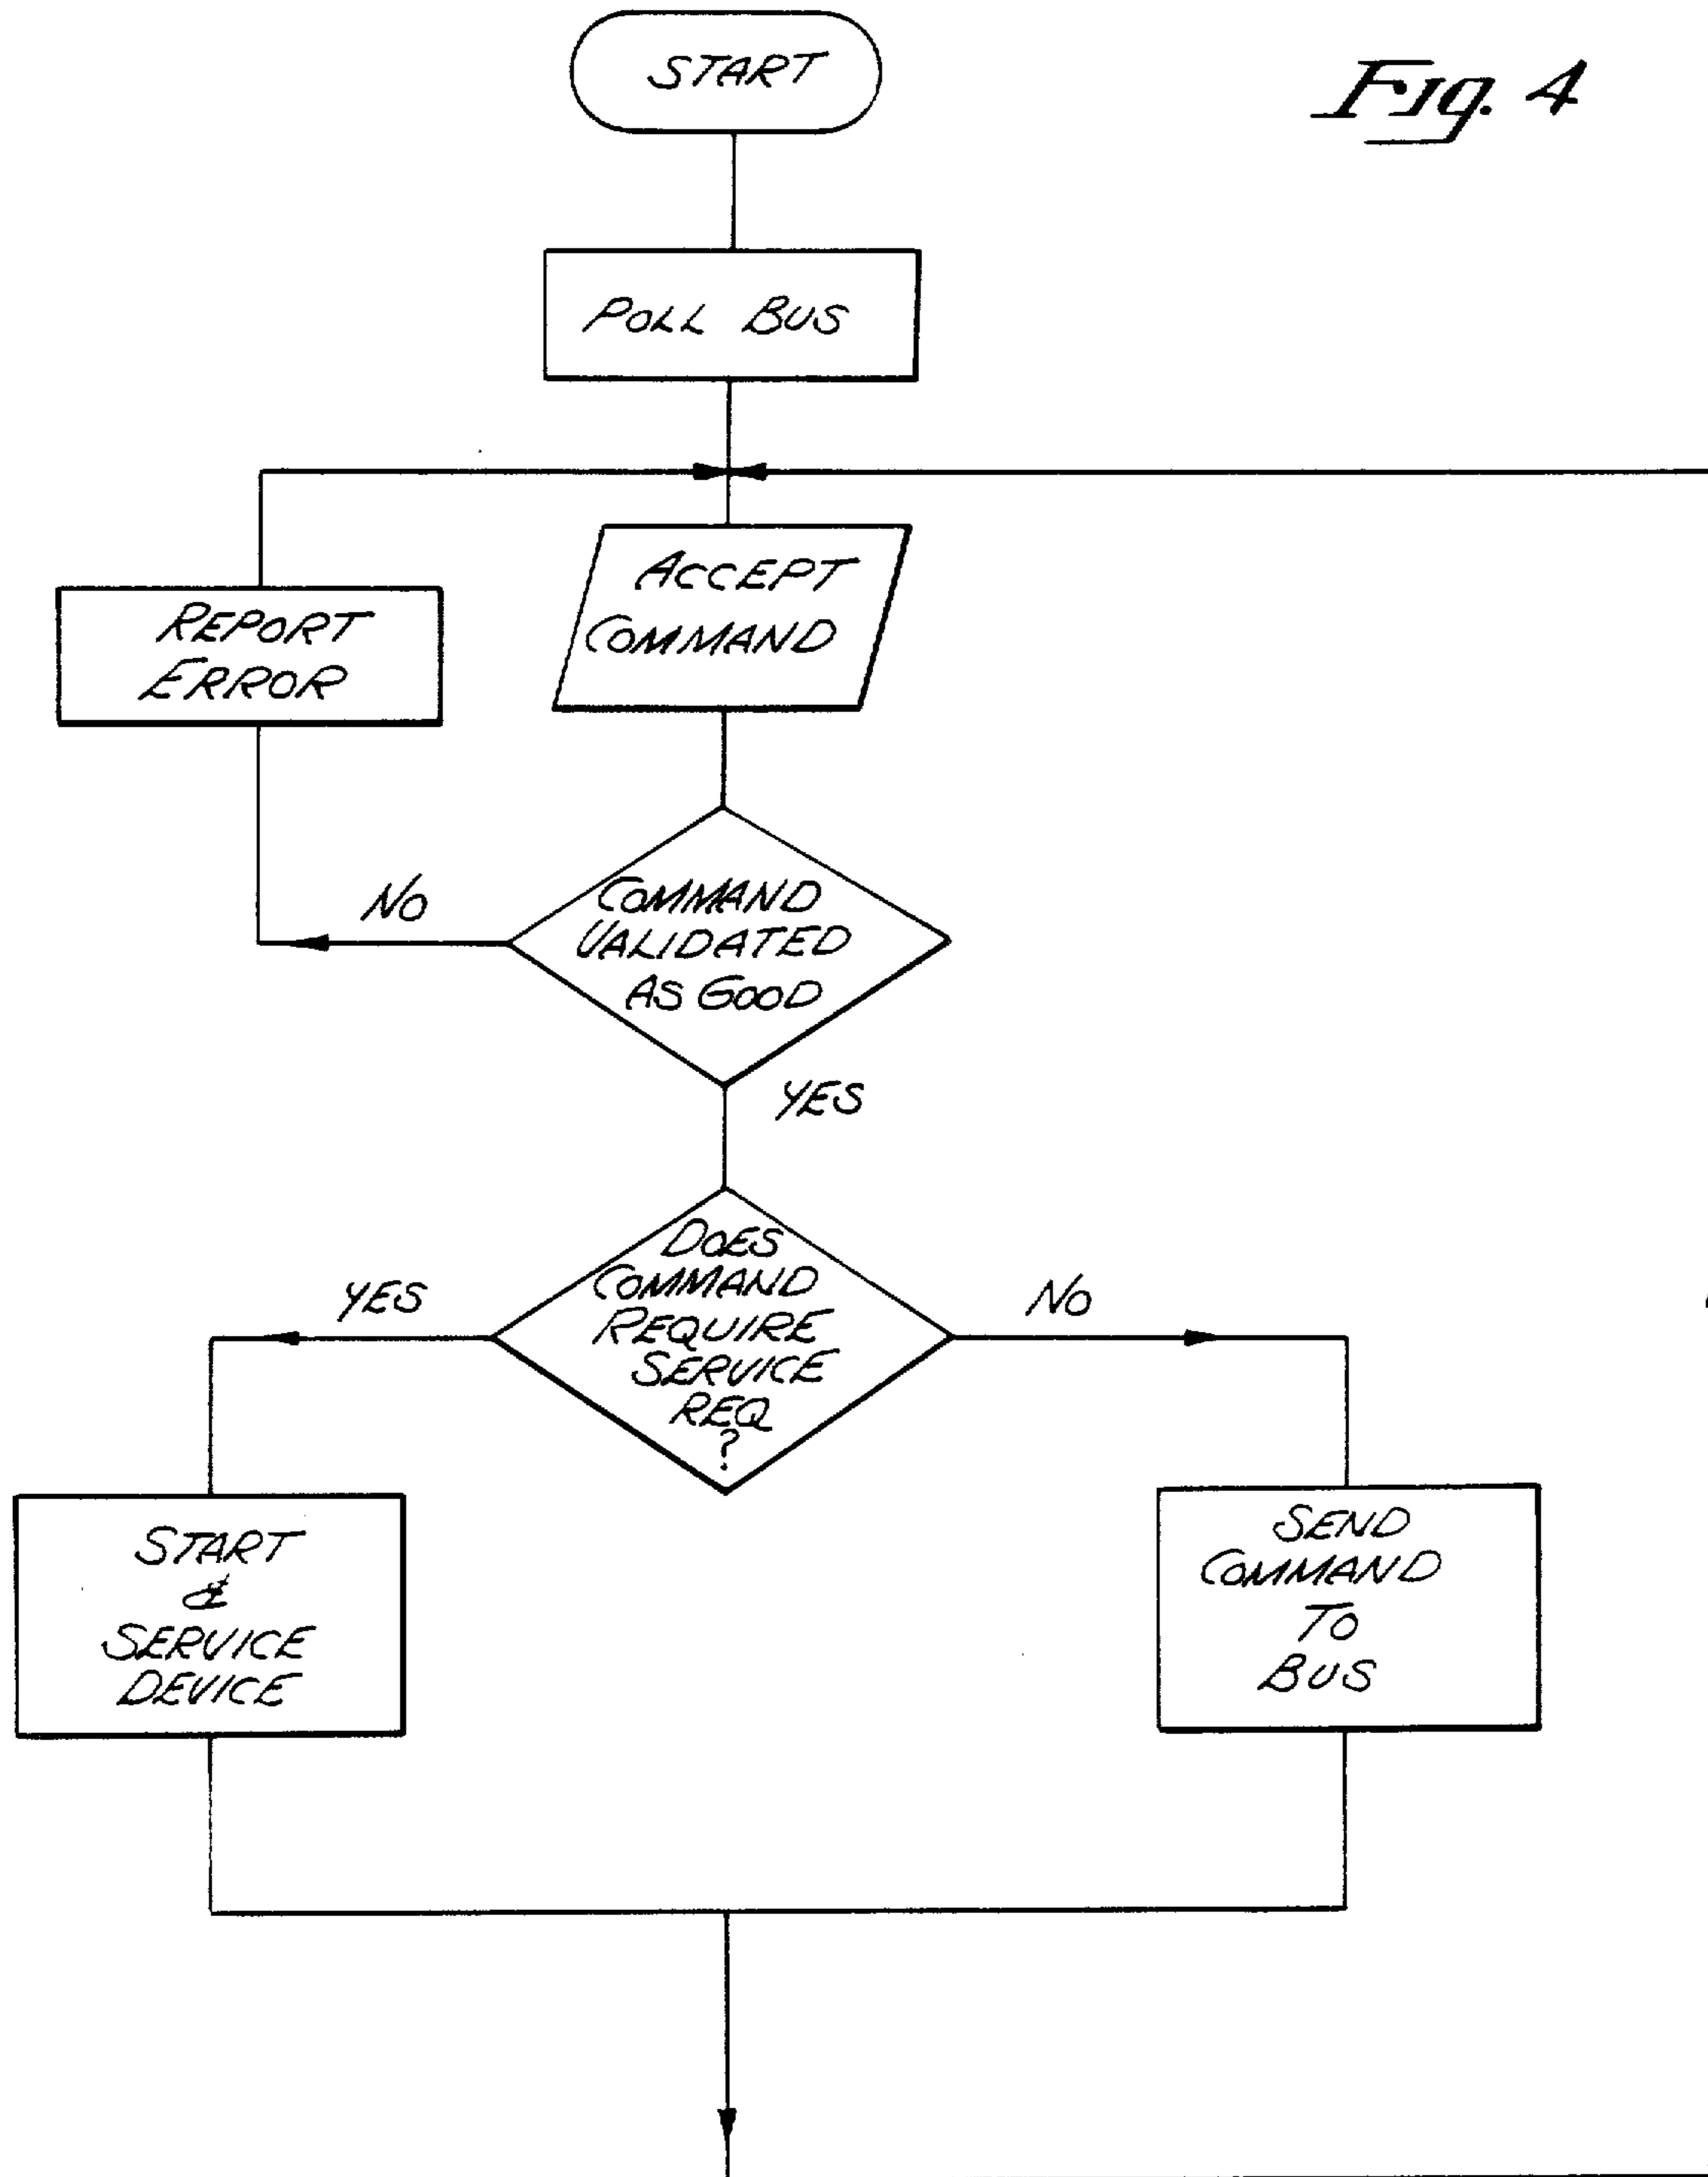 START
Fig. 4
POLL BUS
ACCEPT
COMMAND
REPORT
ERROR
NO
COMMAND
VALIDATED
AS GOOD
YES
DOES
COMMAND
REQUIRE
SERVICE
REQ
?
YES
NO
START
&
SERVICE
DEVICE
SEND
COMMAND
TO
BUS